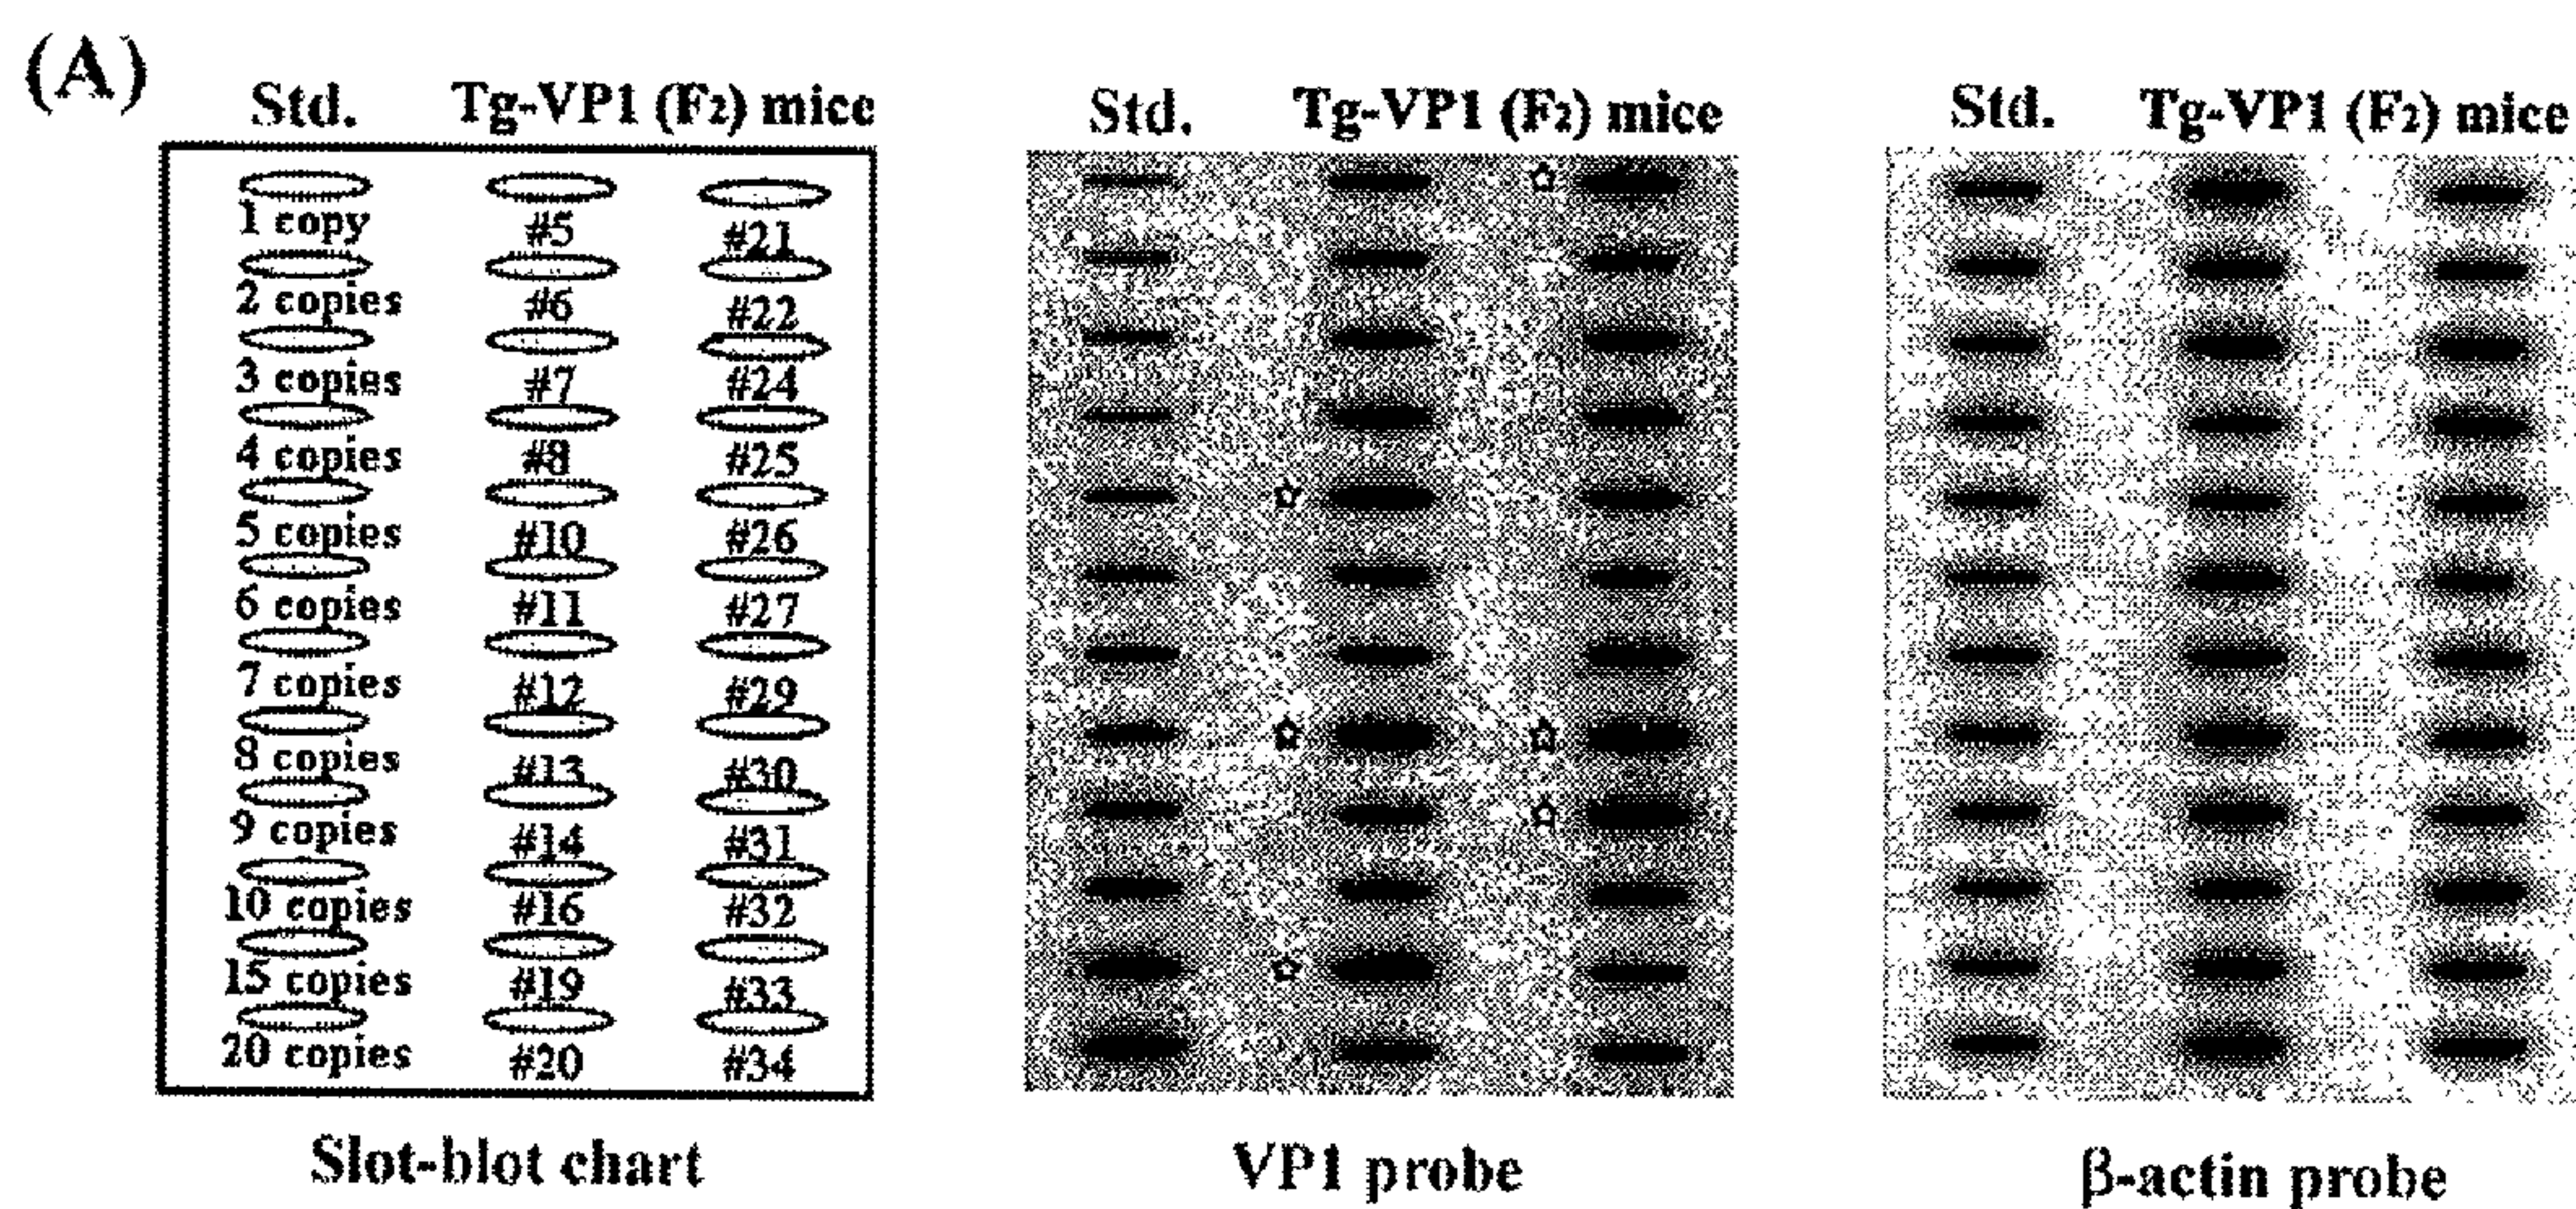 (A)
Std. Tg-VP1 (F2) mice
1 copy #5 #21
2 copies #6 #22
3 copies #7 #24
4 copies #8 #25
5 copies #10 #26
6 copies #11 #27
7 copies #12 #29
8 copies #13 #30
9 copies #14 #31
10 copies #16 #32
15 copies #19 #33
20 copies #20 #34
Slot-blot chart
Std. Tg-VP1 (F2) mice
VP1 probe
Std. Tg-VP1 (F2) mice
β-actin probe